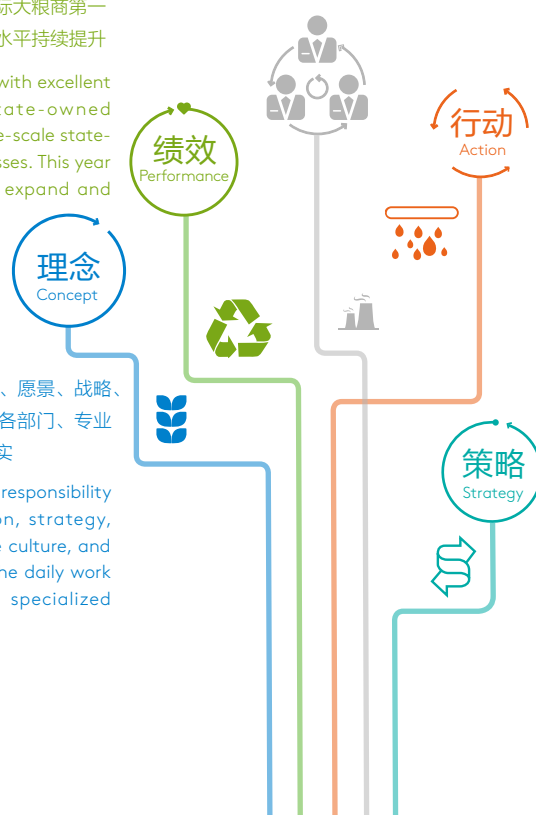 际大粮商第一
水平持续提升
with excellent
state-owned
e-scale state-
sses. This year
expand and
绩效
Performance
行动
Action
理念
Concept
、愿景、战略、
各部门、专业
实
responsibility
on, strategy,
e culture, and
he daily work
specialized
策略
Strategy